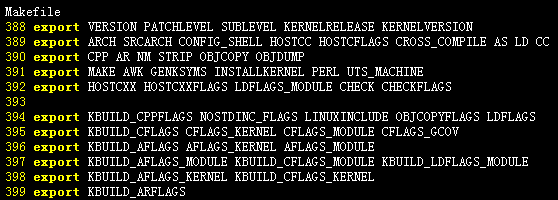 Makefile
388 export VERSION PATCHLEVEL SUBLEVEL KERNELRELEASE KERNELVERSION
389 export ARCH SRCARCH CONFIG_SHELL HOSTCC HOSTCFLAGS CROSS_COMPILE AS LD CC
390 export CPP AR NM STRIP OBJCOPY OBJDUMP
391 export MAKE AWK GENKSYMS INSTALLKERNEL PERL UTS_MACHINE
392 export HOSTCXX HOSTCXXFLAGS LDFLAGS_MODULE CHECK CHECKFLAGS
393
394 export KBUILD_CPPFLAGS NOSTDINC_FLAGS LINUXINCLUDE OBJCOPYFLAGS LDFLAGS
395 export KBUILD_CFLAGS CFLAGS_KERNEL CFLAGS_MODULE CFLAGS_GCOV
396 export KBUILD_AFLAGS AFLAGS_KERNEL AFLAGS_MODULE
397 export KBUILD_AFLAGS_MODULE KBUILD_CFLAGS_MODULE KBUILD_LDFLAGS_MODULE
398 export KBUILD_AFLAGS_KERNEL KBUILD_CFLAGS_KERNEL
399 export KBUILD_ARFLAGS